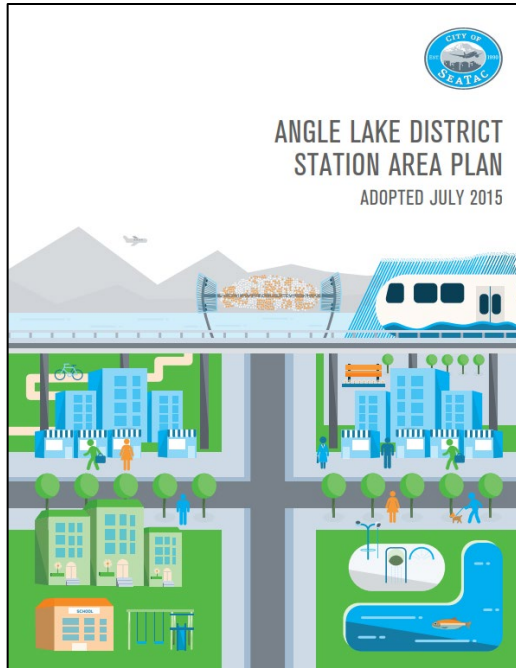 CITY OF
SEATAC
ANGLE LAKE DISTRICT
STATION AREA PLAN
ADOPTED JULY 2015
SCHOOL